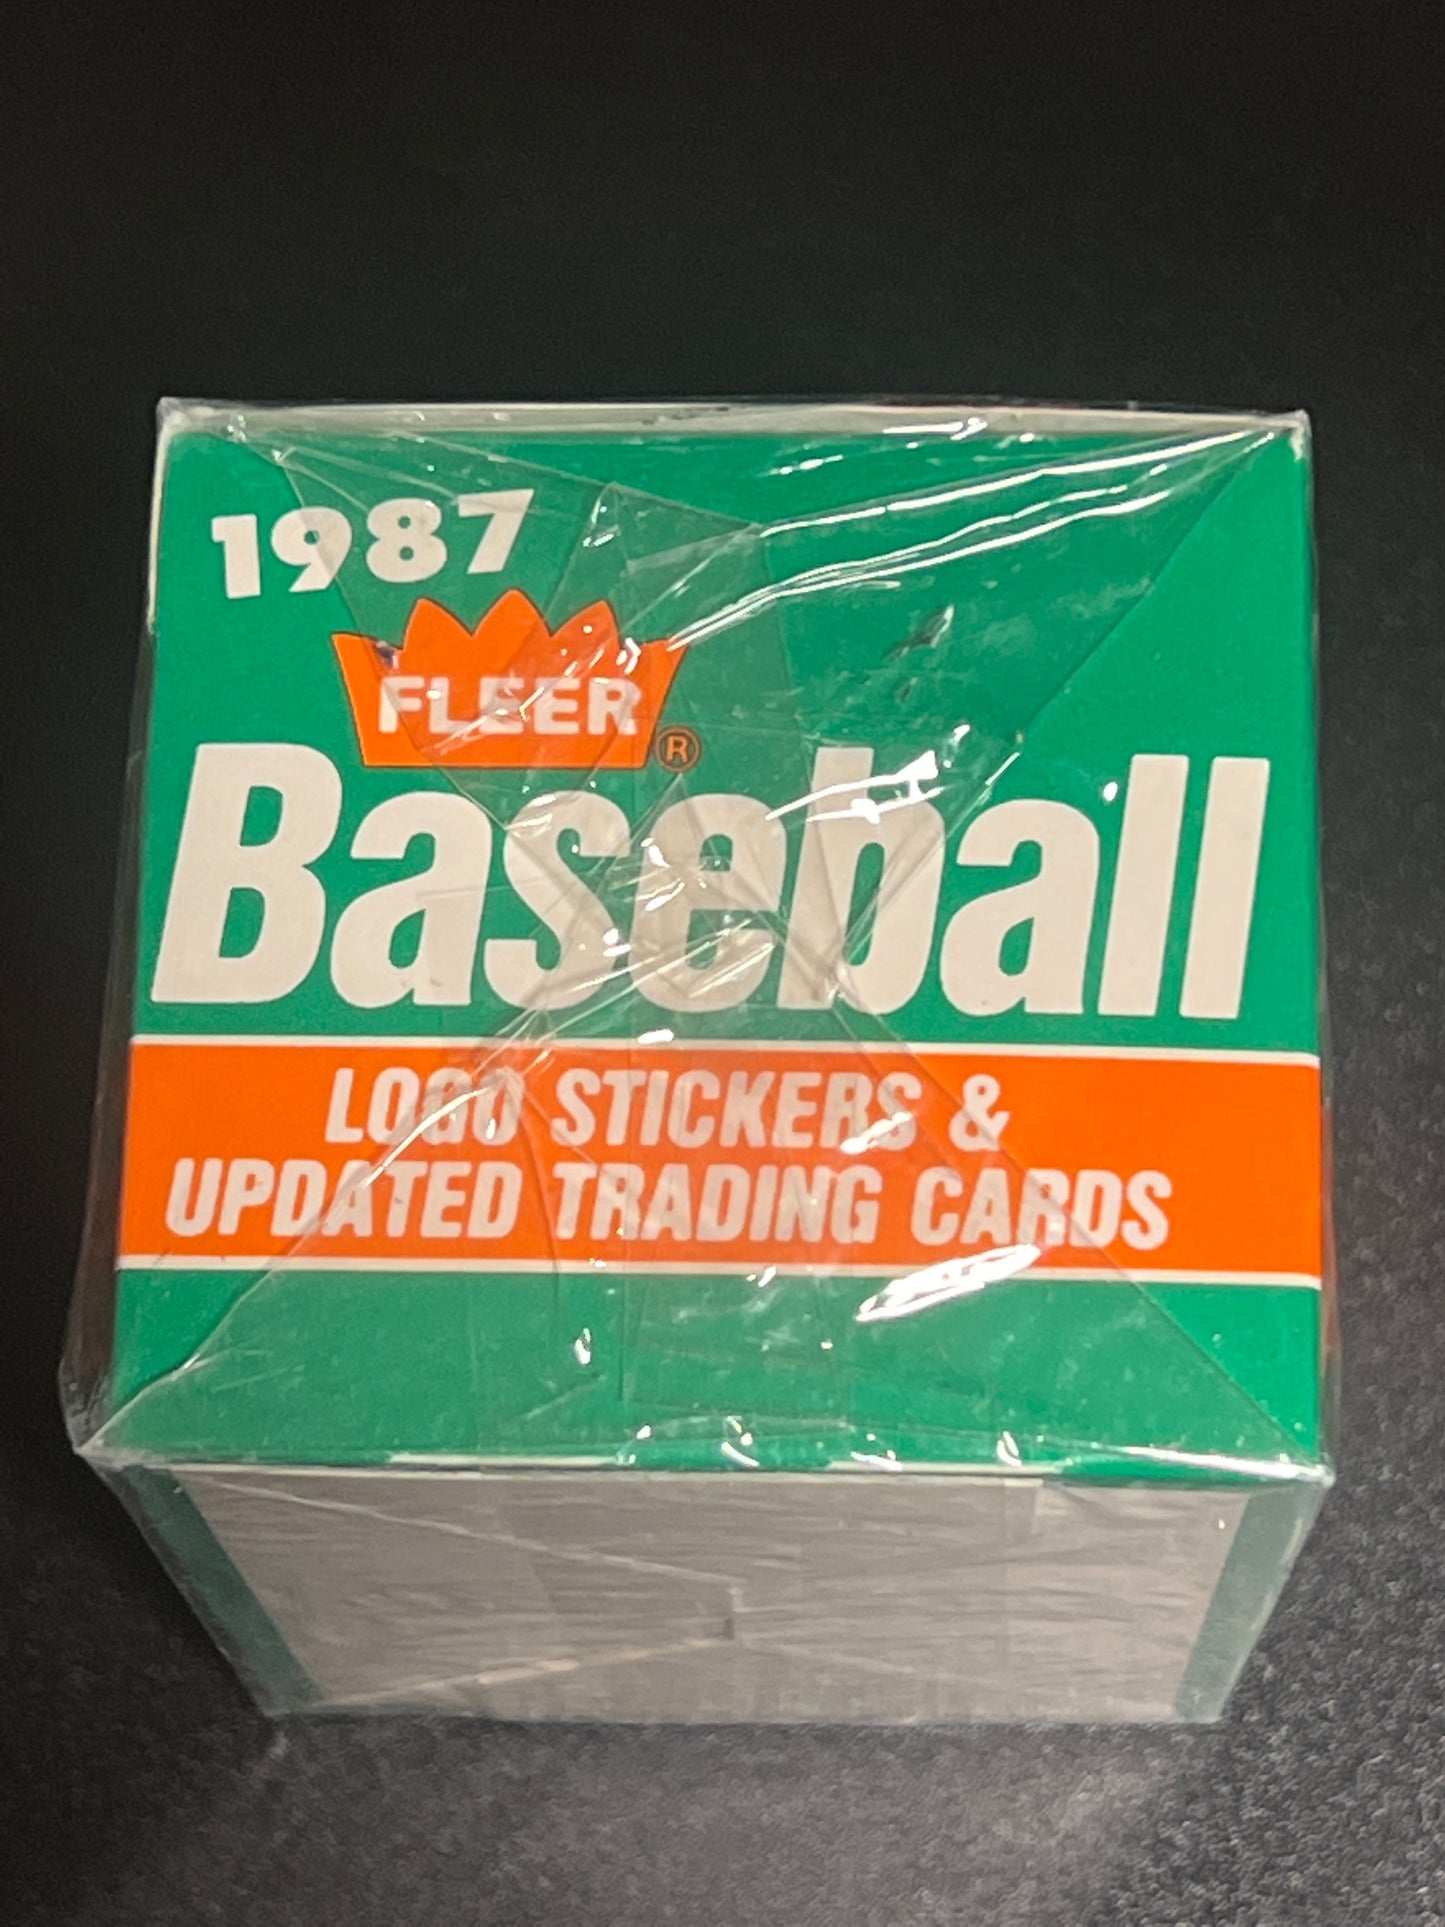 1987
FLEER
®
Baseball
LOGO STICKERS &
UPDATED TRADING CARDS